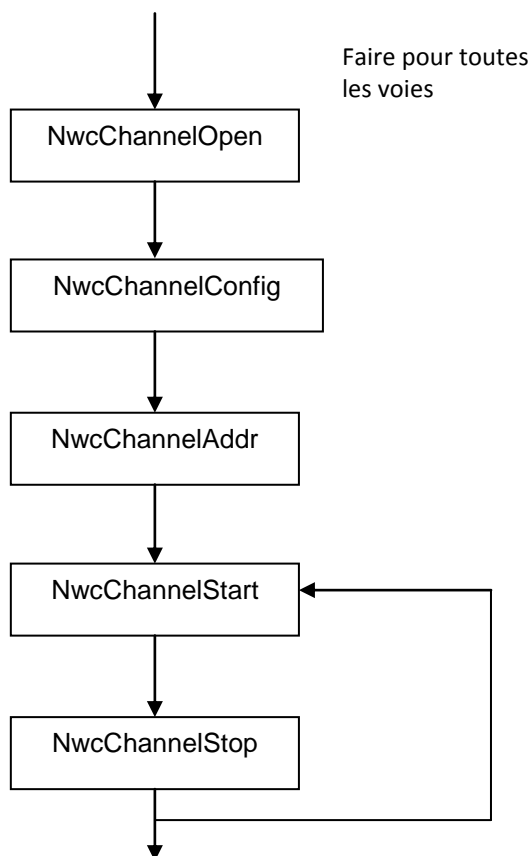 Faire pour toutes
les voies
NwcChannelOpen
NwcChannelConfig
NwcChannelAddr
NwcChannelStart
NwcChannelStop